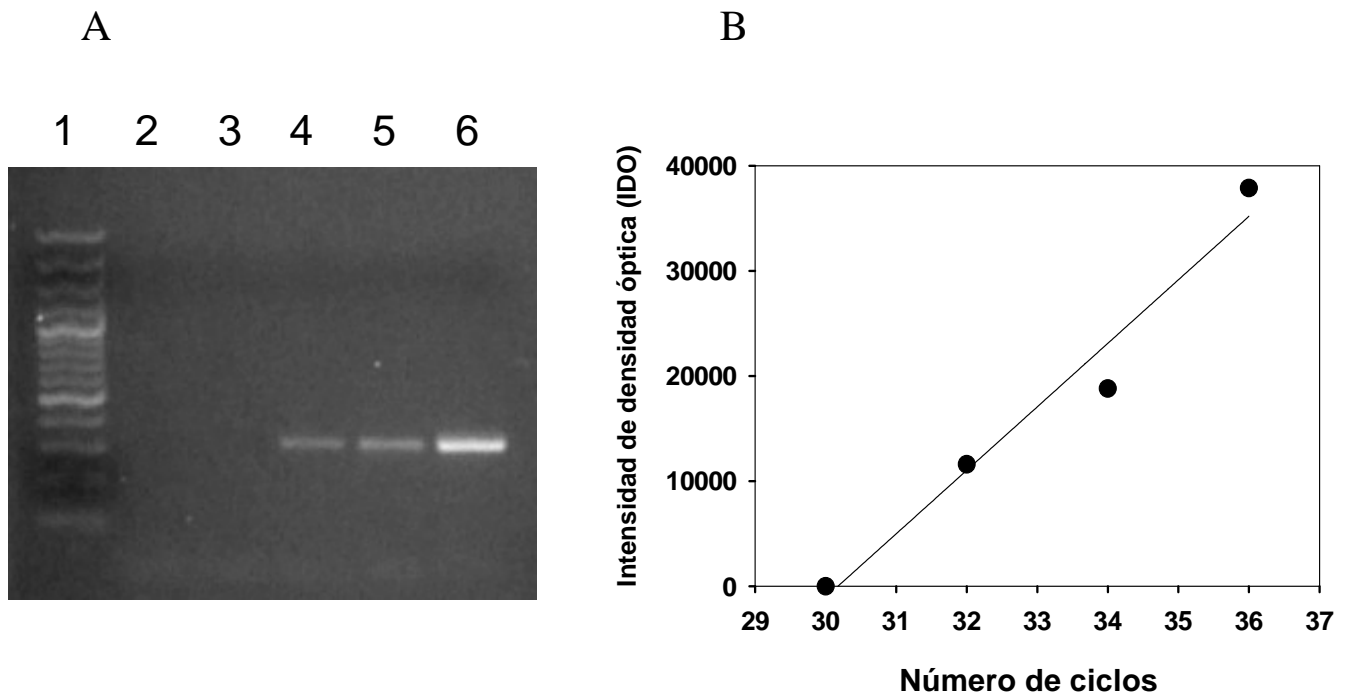 A
B
1 2 3 4 5 6
Intensidad de densidad óptica (IDO)
40000
30000
20000
10000
0
29 30 31 32 33 34 35 36 37
Número de ciclos